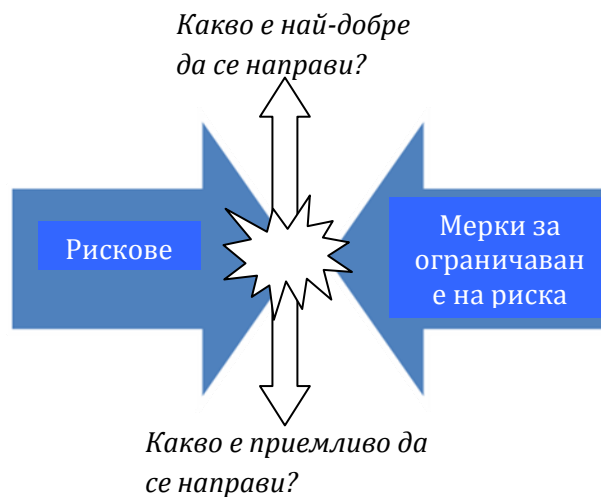 Какво е най-добре
да се направи?
Рискове
Мерки за
ограничаван
е на риска
Какво е приемливо да
се направи?